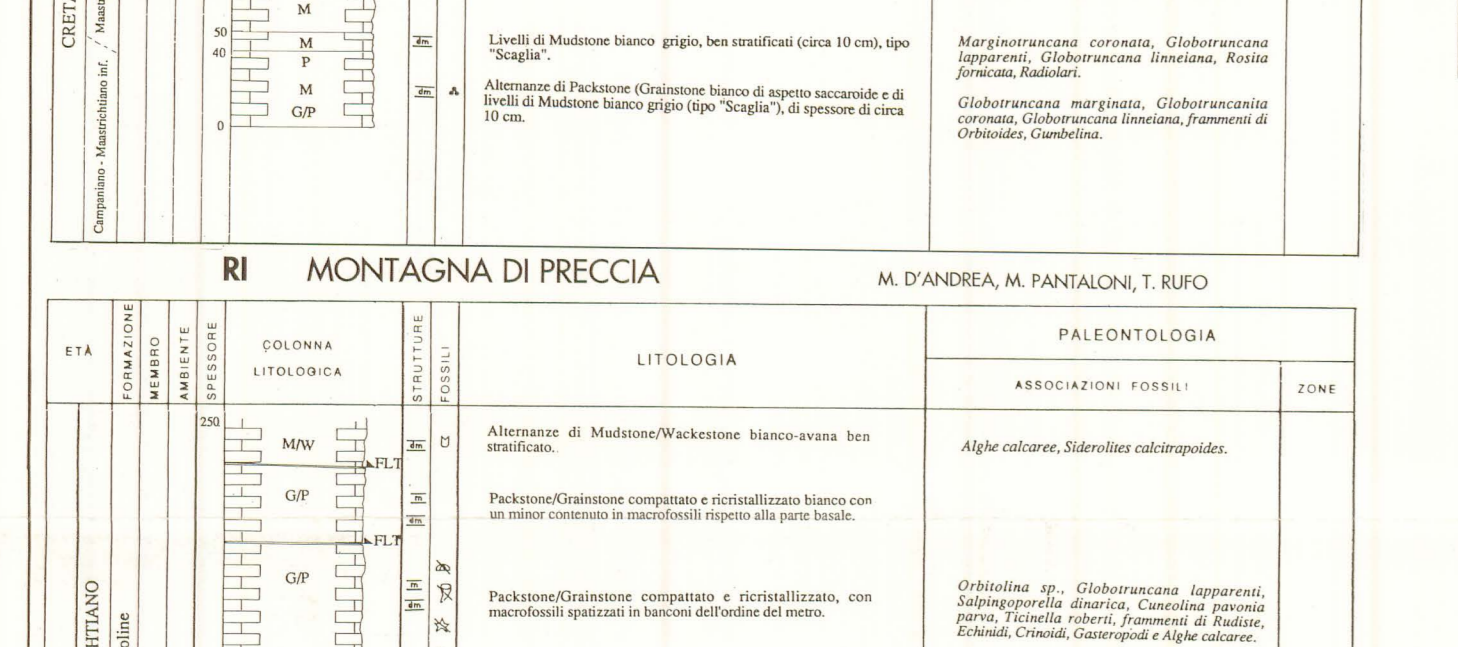 CRETA
Campaniano - Maastrichtiano inf.
Maast
M
50
M
40
P
M
G/P
0
dm
dm
Livelli di Mudstone bianco grigio, ben stratificati (circa 10 cm), tipo
"Scaglia".
Alternanze di Packstone (Grainstone bianco di aspetto saccaroide e di
livelli di Mudstone bianco grigio (tipo "Scaglia"), di spessore di circa
10 cm.
Marginotruncana coronata, Globotruncana
lapparenti, Globotruncana linneiana, Rosita
fornicata, Radiolari.
Globotruncana marginata, Globotruncanita
coronata, Globotruncana linneiana, frammenti di
Orbitoides, Gumbelina.
RI MONTAGNA DI PRECCIA
M. D'ANDREA, M. PANTALONI, T. RUFO
ETÀ
FORMAZIONE
MEMBRO
AMBIENTE
SPESSORE
COLONNA
LITOLOGICA
STRUTTURE
FOSSILI
LITOLOGIA
PALEONTOLOGIA
ASSOCIAZIONI FOSSILI
ZONE
250
M/W
FLT
G/P
FLT
G/P
dm
m
dm
m
dm
Alternanze di Mudstone/Wackestone bianco-avana ben
stratificato.
Packstone/Grainstone compattato e ricristallizzato bianco con
un minor contenuto in macrofossili rispetto alla parte basale.
Packstone/Grainstone compattato e ricristallizzato, con
macrofossili spatizzati in banconi dell'ordine del metro.
Alghe calcaree, Siderolites calcitrapoides.
Orbitolina sp., Globotruncana lapparenti,
Salpingoporella dinarica, Cuneolina pavonia
parva, Ticinella roberti, frammenti di Rudiste,
Echinidi, Crinoidi, Gasteropodi e Alghe calcaree.
HTIANO
oline